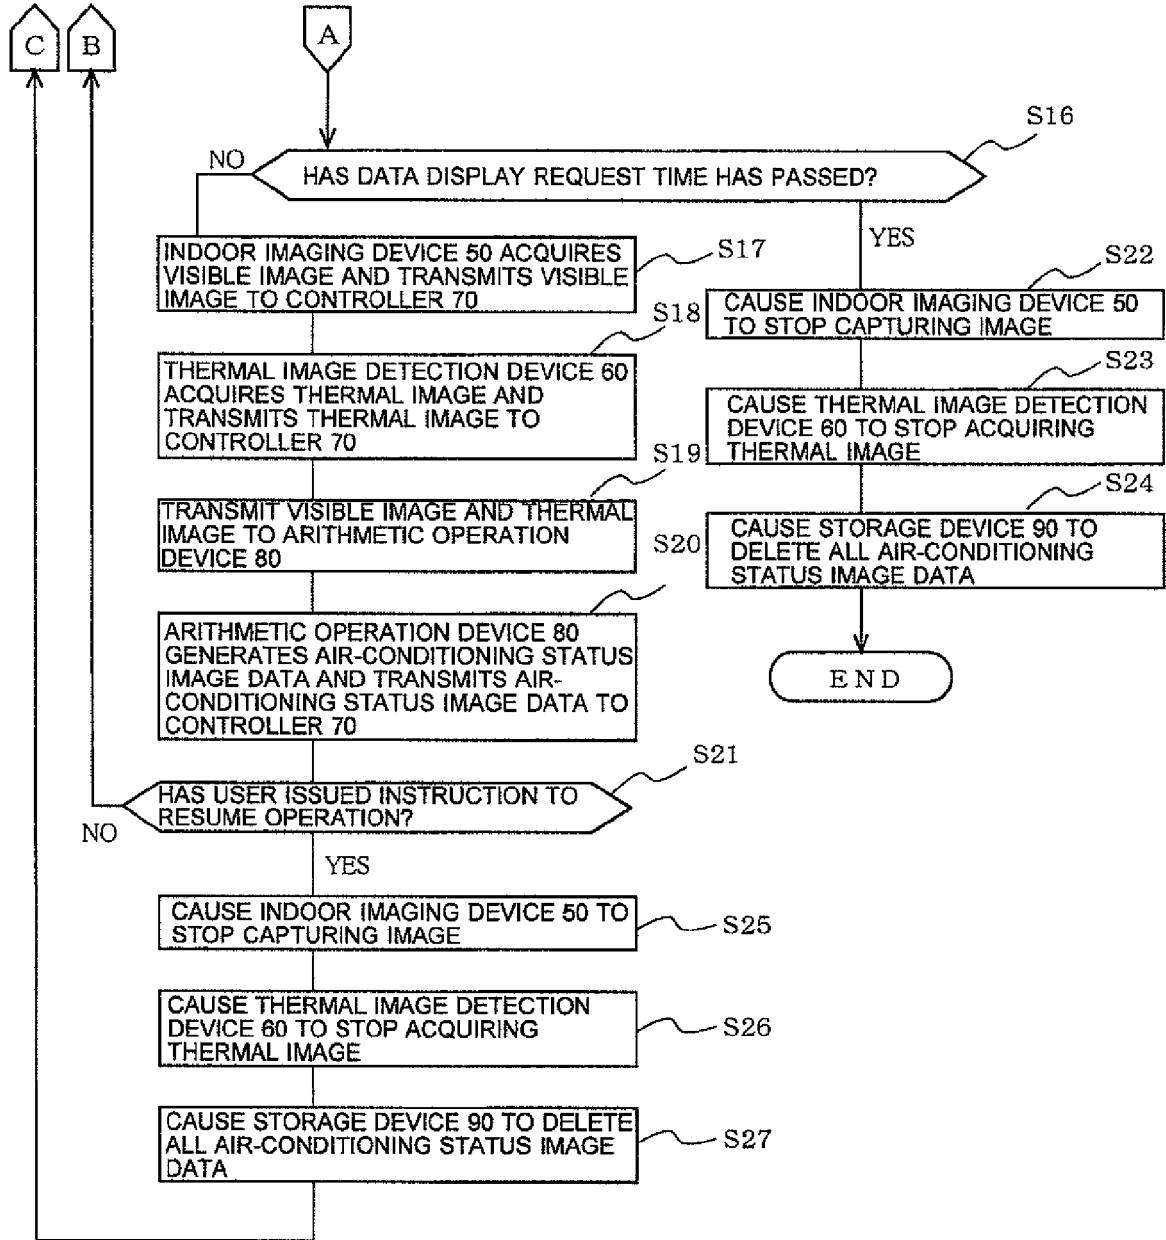 C
B
A
S16
NO
HAS DATA DISPLAY REQUEST TIME HAS PASSED?
YES
INDOOR IMAGING DEVICE 50 ACQUIRES
VISIBLE IMAGE AND TRANSMITS VISIBLE
IMAGE TO CONTROLLER 70
S17
S22
CAUSE INDOOR IMAGING DEVICE 50
TO STOP CAPTURING IMAGE
S18
THERMAL IMAGE DETECTION DEVICE 60
ACQUIRES THERMAL IMAGE AND
TRANSMITS THERMAL IMAGE TO
CONTROLLER 70
S23
CAUSE THERMAL IMAGE DETECTION
DEVICE 60 TO STOP ACQUIRING
THERMAL IMAGE
S19
TRANSMIT VISIBLE IMAGE AND THERMAL
IMAGE TO ARITHMETIC OPERATION
DEVICE 80
S24
CAUSE STORAGE DEVICE 90 TO
DELETE ALL AIR-CONDITIONING
STATUS IMAGE DATA
S20
ARITHMETIC OPERATION DEVICE 80
GENERATES AIR-CONDITIONING STATUS
IMAGE DATA AND TRANSMITS AIR-
CONDITIONING STATUS IMAGE DATA TO
CONTROLLER 70
END
S21
HAS USER ISSUED INSTRUCTION TO
RESUME OPERATION?
NO
YES
CAUSE INDOOR IMAGING DEVICE 50 TO
STOP CAPTURING IMAGE
S25
CAUSE THERMAL IMAGE DETECTION
DEVICE 60 TO STOP ACQUIRING
THERMAL IMAGE
S26
CAUSE STORAGE DEVICE 90 TO DELETE
ALL AIR-CONDITIONING STATUS IMAGE
DATA
S27